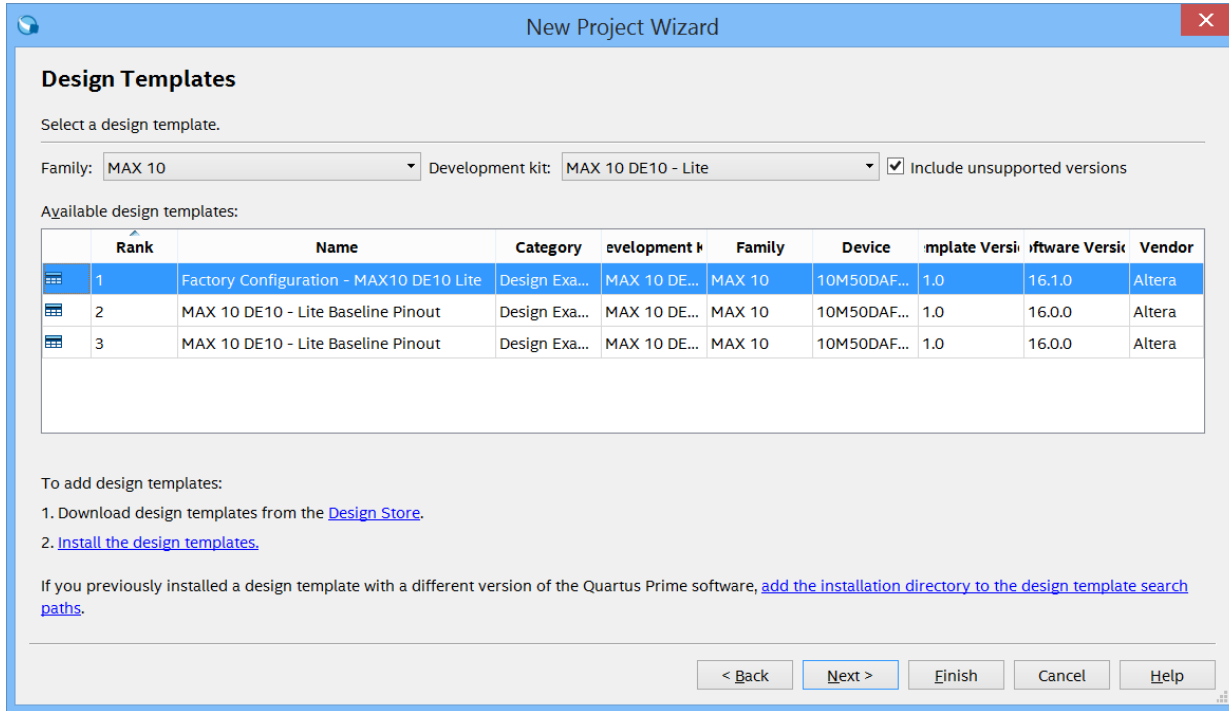 New Project Wizard
Design Templates
Select a design template.
Family: MAX 10 Development kit: MAX 10 DE10 - Lite Include unsupported versions
Available design templates:
Rank Name Category evelopment K Family Device mplate Versio oftware Versio Vendor
1 Factory Configuration - MAX10 DE10 Lite Design Exa... MAX 10 DE... MAX 10 10M50DAF... 1.0 16.1.0 Altera
2 MAX 10 DE10 - Lite Baseline Pinout Design Exa... MAX 10 DE... MAX 10 10M50DAF... 1.0 16.0.0 Altera
3 MAX 10 DE10 - Lite Baseline Pinout Design Exa... MAX 10 DE... MAX 10 10M50DAF... 1.0 16.0.0 Altera
To add design templates:
1. Download design templates from the Design Store.
2. Install the design templates.
If you previously installed a design template with a different version of the Quartus Prime software, add the installation directory to the design template search
paths.
< Back Next > Finish Cancel Help